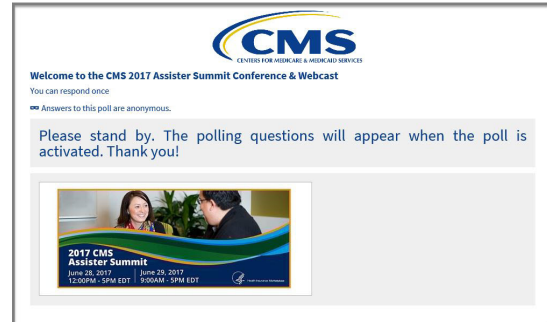 CMS
CENTERS FOR MEDICARE & MEDICAID SERVICES
Welcome to the CMS 2017 Assister Summit Conference & Webcast
You can respond once
Answers to this poll are anonymous.
Please stand by. The polling questions will appear when the poll is
activated. Thank you!
2017 CMS
Assister Summit
June 28, 2017
12:00PM - 5PM EDT
June 29, 2017
9:00AM - 5PM EDT
Health Insurance Marketplace